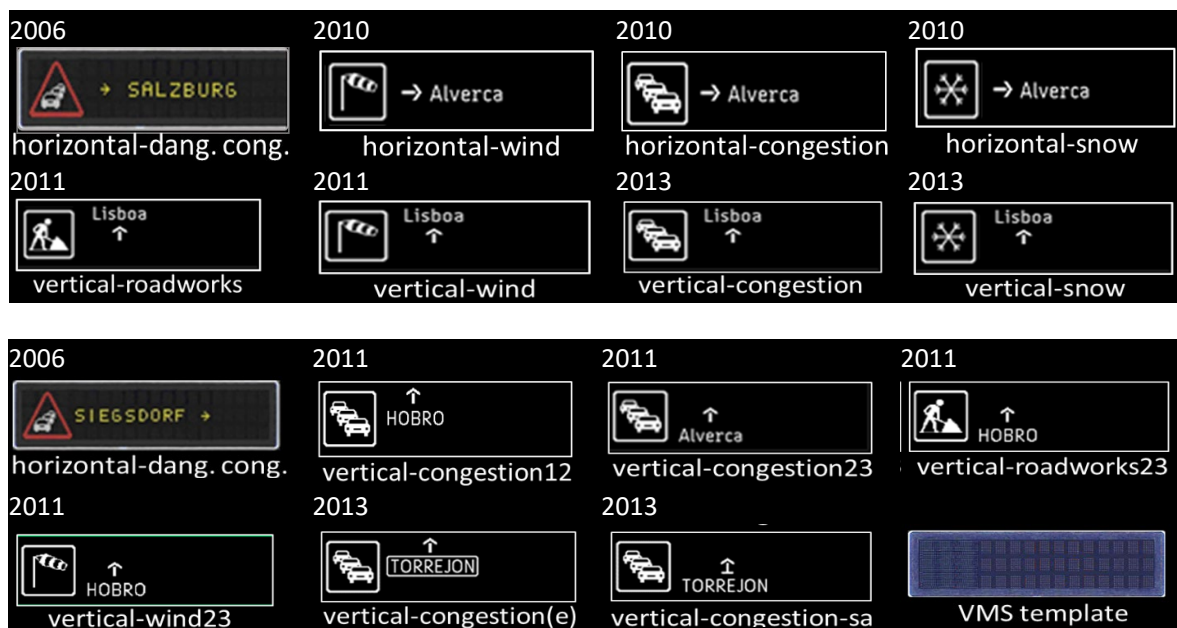 2006 2010 2010 2010
→ SALZBURG → Alverca → Alverca → Alverca
horizontal-dang. cong. horizontal-wind horizontal-congestion horizontal-snow
2011 2011 2013 2013
Lisboa Lisboa Lisboa Lisboa
↑ ↑ ↑ ↑
vertical-roadworks vertical-wind vertical-congestion vertical-snow
2006 2011 2011 2011
SIEGSDORF → ↑ ↑ ↑
HOBRO Alverca HOBRO
horizontal-dang. cong. vertical-congestion12 vertical-congestion23 vertical-roadworks23
2011 2013 2013
↑ ↑ ↑
HOBRO TORREJON TORREJON
vertical-wind23 vertical-congestion(e) vertical-congestion-sa VMS template